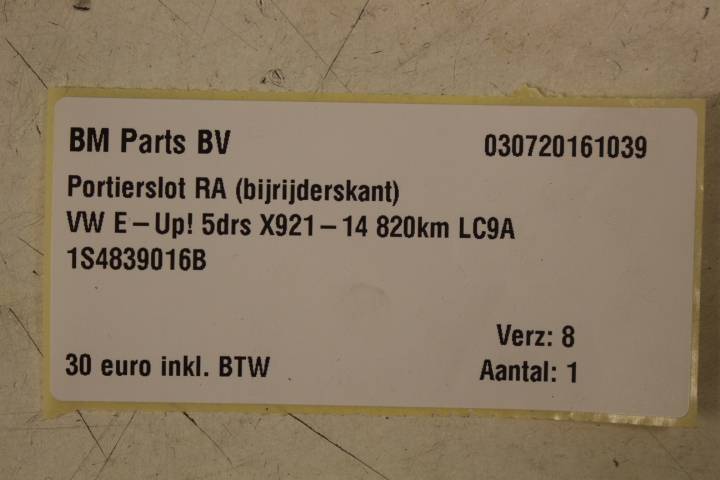 BM Parts BV 030720161039
Portierslot RA (bijrijderskant)
VW E-Up! 5drs X921-14 820km LC9A
1S4839016B
Verz: 8
30 euro inkl. BTW Aantal: 1